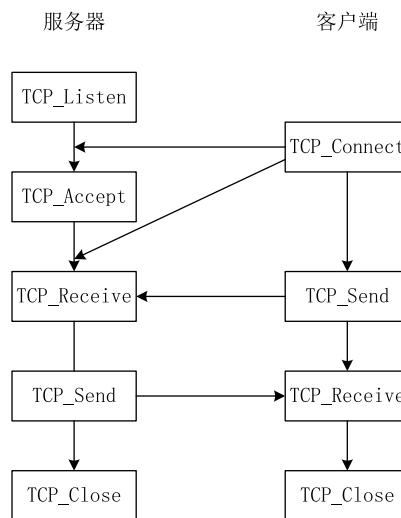 服务器
客户端
TCP_Listen
TCP_Connect
TCP_Accept
TCP_Receive
TCP_Send
TCP_Send
TCP_Receive
TCP_Close
TCP_Close